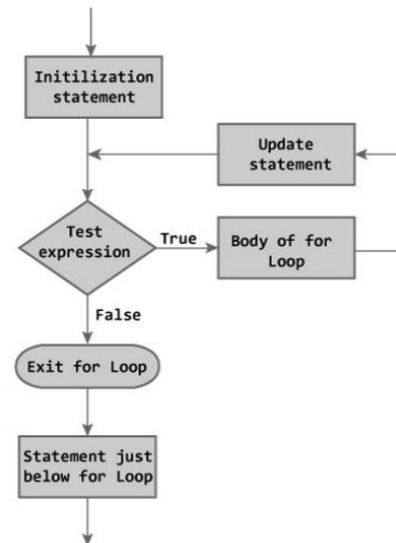 Initilization
statement
Update
statement
Test
expression
True
Body of for
Loop
False
Exit for Loop
Statement just
below for Loop